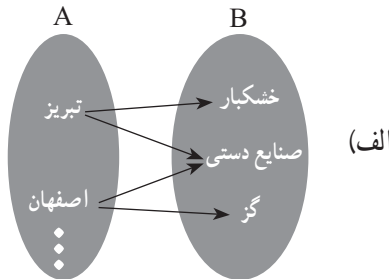 A B
تبریز
خشکبار
صنایع دستی
الف)
اصفهان
گز